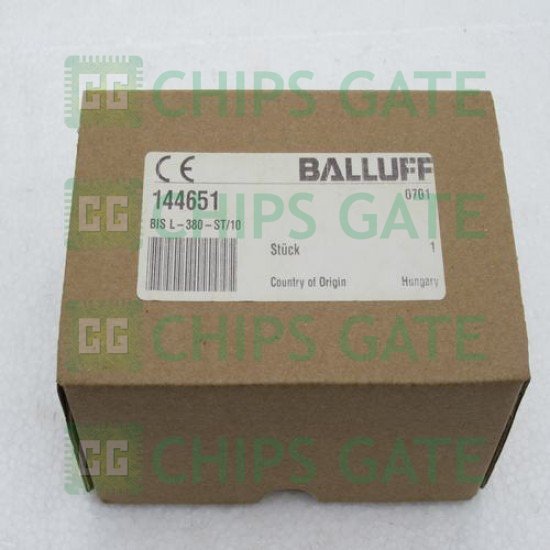 CG CHIPS GATE
CE BALLUFF
144651 0701
BIS L-380-ST/10
Stück 1
Country of Origin Hungary
CG CHIPS GATE
CG CHIPS GATE
CG CHIPS GATE